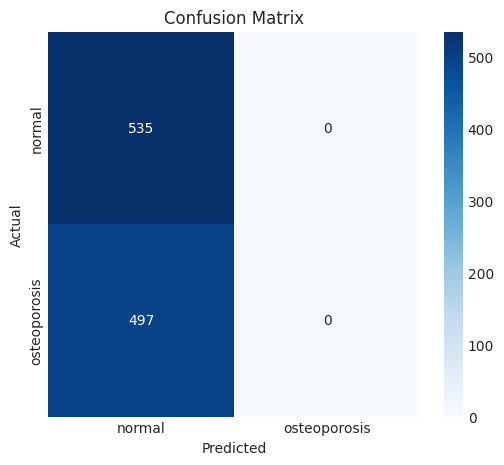 Confusion Matrix
Actual
normal
osteoporosis
535
0
497
0
normal
osteoporosis
Predicted
500
400
300
200
100
0